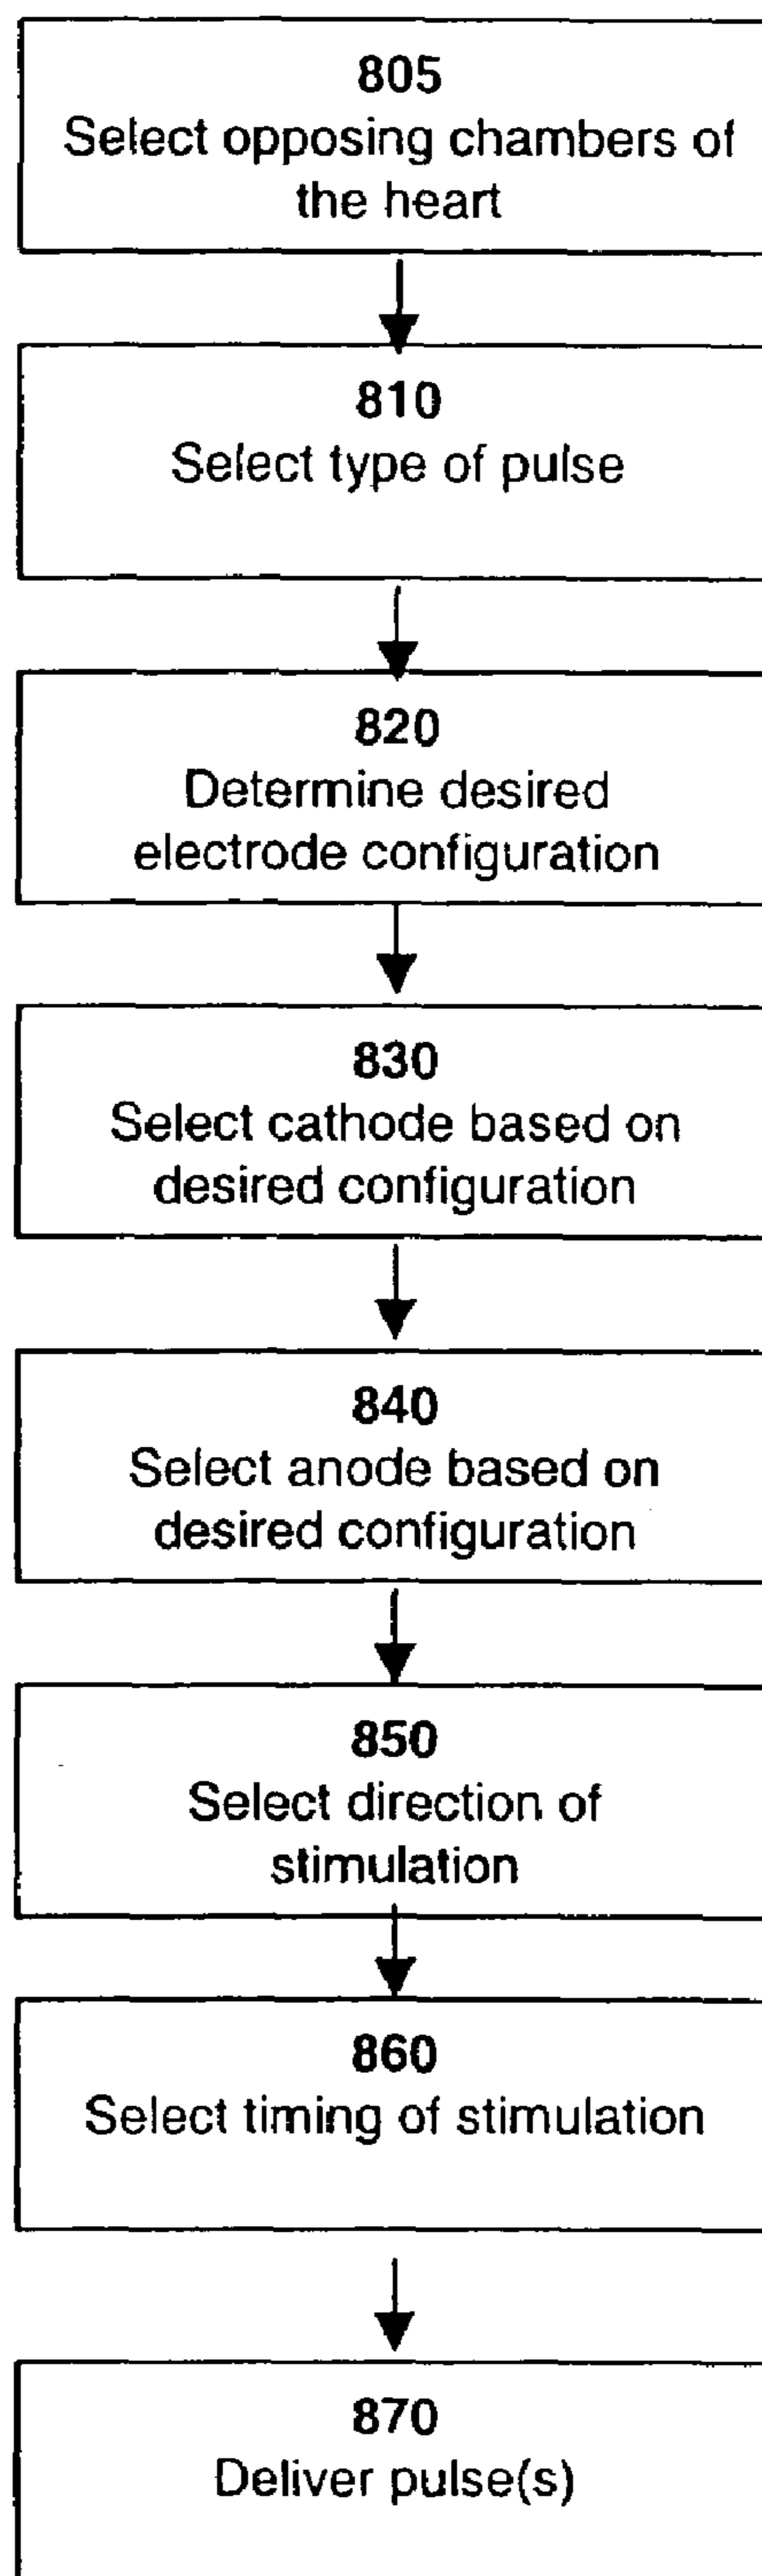 805
Select opposing chambers of
the heart
810
Select type of pulse
820
Determine desired
electrode configuration
830
Select cathode based on
desired configuration
840
Select anode based on
desired configuration
850
Select direction of
stimulation
860
Select timing of stimulation
870
Deliver pulse(s)